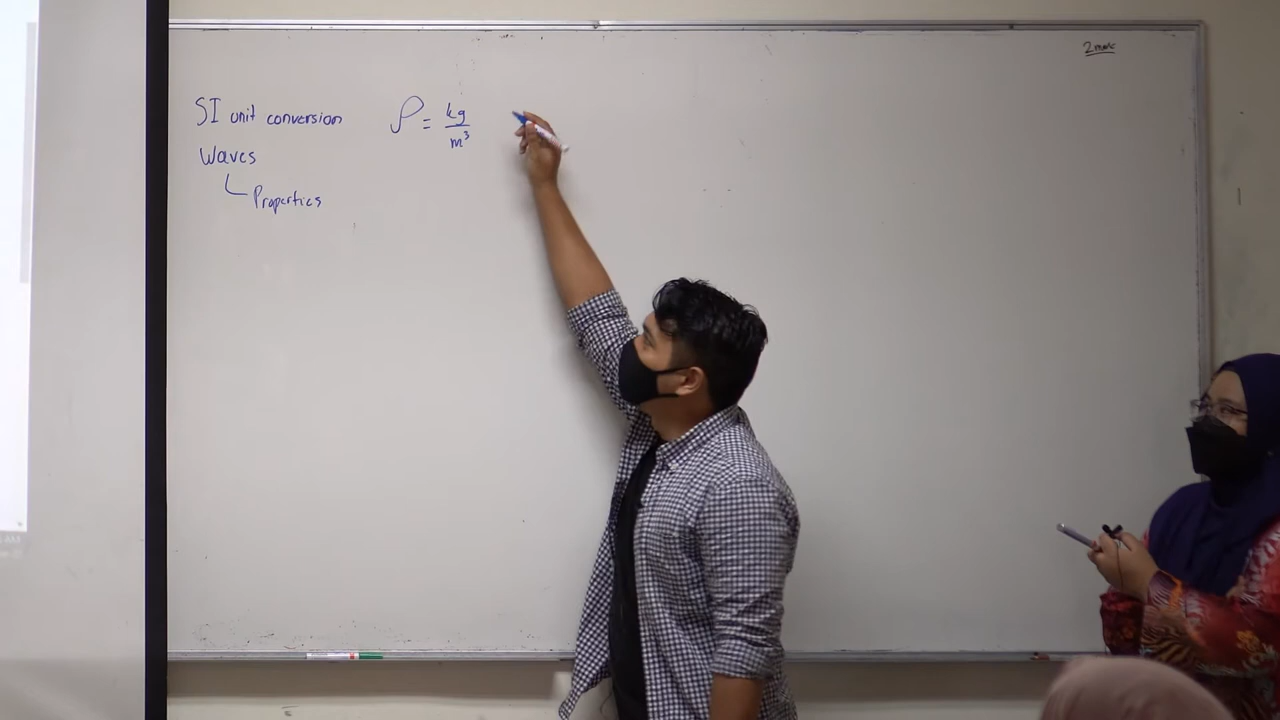 SI unit conversion
ρ = kg/m³
Waves
Properties